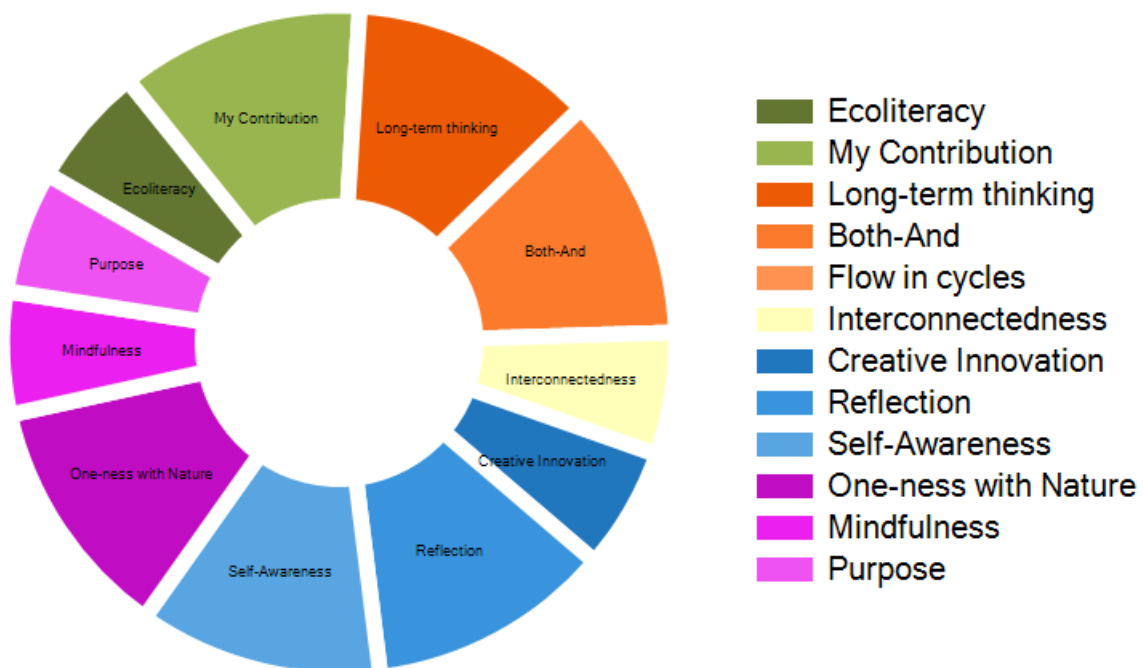 My Contribution
Long-term thinking
Ecoliteracy
Both-And
Purpose
Mindfulness
Interconnectedness
Creative Innovation
One-ness with Nature
Reflection
Self-Awareness
Ecoliteracy
My Contribution
Long-term thinking
Both-And
Flow in cycles
Interconnectedness
Creative Innovation
Reflection
Self-Awareness
One-ness with Nature
Mindfulness
Purpose